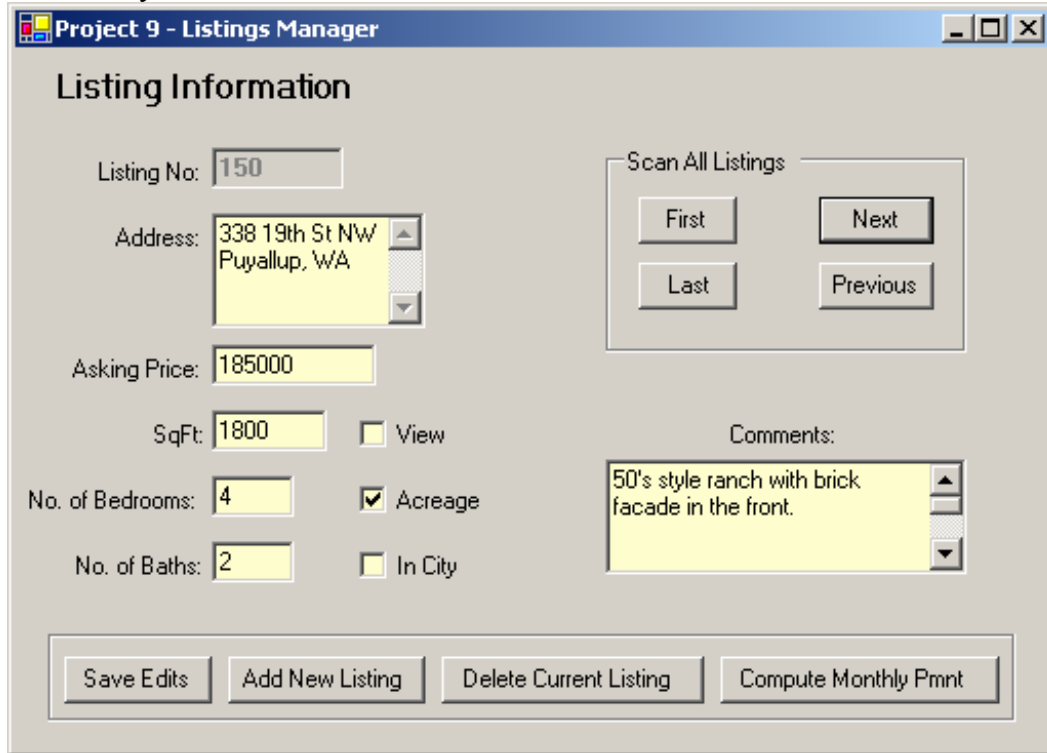 Project 9 - Listings Manager
Listing Information
Listing No: 150
Address: 338 19th St NW
Puyallup, WA
Asking Price: 185000
SqFt: 1800
View
No. of Bedrooms: 4
Acreage
No. of Baths: 2
In City
Scan All Listings
First Next
Last Previous
Comments:
50's style ranch with brick
facade in the front.
Save Edits Add New Listing Delete Current Listing Compute Monthly Pmnt